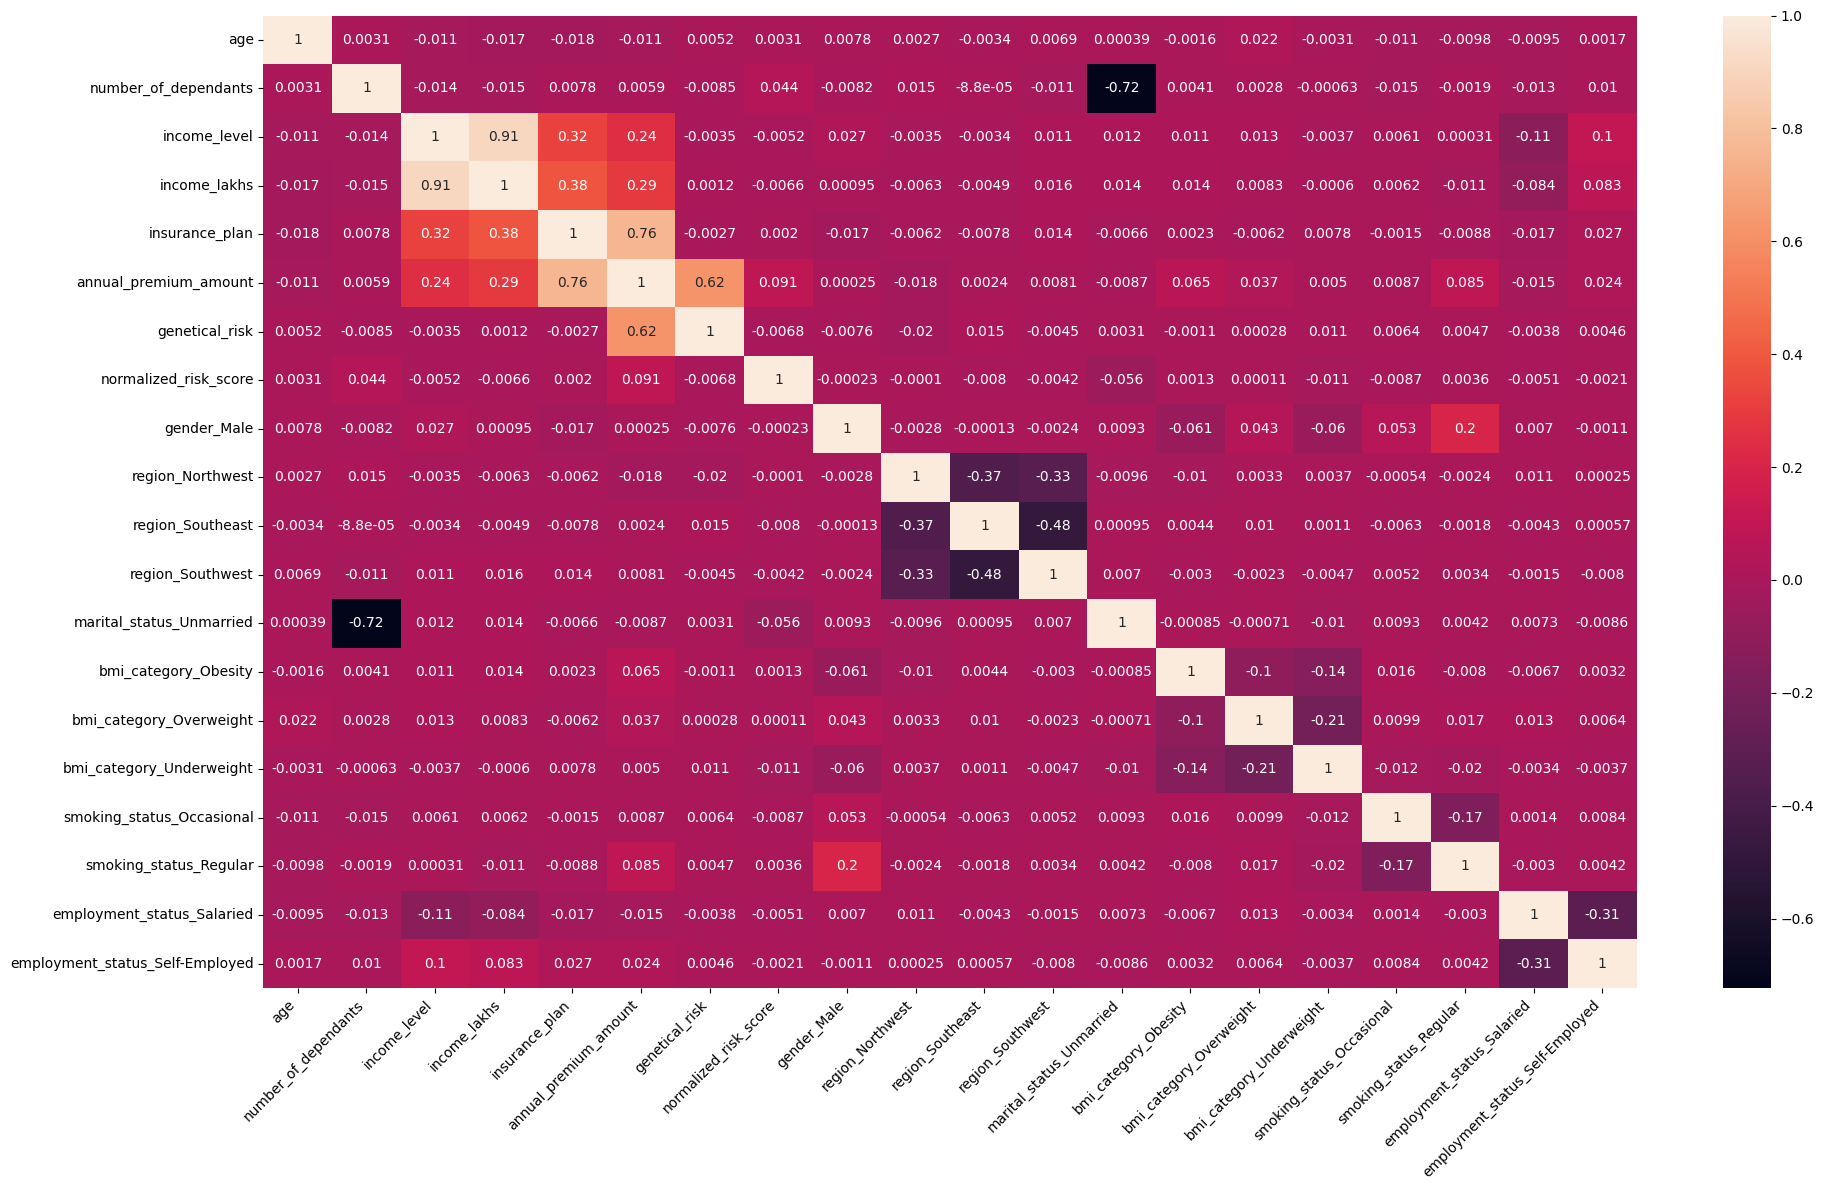 age 1 0.0031 -0.011 -0.017 -0.018 -0.011 0.0052 0.0031 0.0078 0.0027 -0.0034 0.0069 0.00039 -0.0016 0.022 -0.0031 -0.011 -0.0098 -0.0095 0.0017
number_of_dependants 0.0031 1 -0.014 -0.015 0.0078 0.0059 -0.0085 0.044 -0.0082 0.015 -8.8e-05 -0.011 -0.72 0.0041 0.0028 -0.00063 -0.015 -0.0019 -0.013 0.01
income_level -0.011 -0.014 1 0.91 0.32 0.24 -0.0035 -0.0052 0.027 -0.0035 -0.0034 0.011 0.012 0.011 0.013 -0.0037 0.0061 0.00031 -0.11 0.1
income_lakhs -0.017 -0.015 0.91 1 0.38 0.29 0.0012 -0.0066 0.00095 -0.0063 -0.0049 0.016 0.014 0.014 0.0083 -0.0006 0.0062 -0.011 -0.084 0.083
insurance_plan -0.018 0.0078 0.32 0.38 1 0.76 -0.0027 0.002 -0.017 -0.0062 -0.0078 0.014 -0.0066 0.0023 -0.0062 0.0078 -0.0015 -0.0088 -0.017 0.027
annual_premium_amount -0.011 0.0059 0.24 0.29 0.76 1 0.62 0.091 0.00025 -0.018 0.0024 0.0081 -0.0087 0.065 0.037 0.005 0.0087 0.085 -0.015 0.024
genetical_risk 0.0052 -0.0085 -0.0035 0.0012 -0.0027 0.62 1 -0.0068 -0.0076 -0.02 0.015 -0.0045 0.0031 -0.0011 0.00028 0.011 0.0064 0.0047 -0.0038 0.0046
normalized_risk_score 0.0031 0.044 -0.0052 -0.0066 0.002 0.091 -0.0068 1 -0.00023 -0.0001 -0.008 -0.0042 -0.056 0.0013 0.00011 -0.011 -0.0087 0.0036 -0.0051 -0.0021
gender_Male 0.0078 -0.0082 0.027 0.00095 -0.017 0.00025 -0.0076 -0.00023 1 -0.0028 -0.00013 -0.0024 0.0093 -0.061 0.043 -0.06 0.053 0.2 0.007 -0.0011
region_Northwest 0.0027 0.015 -0.0035 -0.0063 -0.0062 -0.018 -0.02 -0.0001 -0.0028 1 -0.37 -0.33 -0.0096 -0.01 0.0033 0.0037 -0.00054 -0.0024 0.011 0.00025
region_Southeast -0.0034 -8.8e-05 -0.0034 -0.0049 -0.0078 0.0024 0.015 -0.008 -0.00013 -0.37 1 -0.48 0.00095 0.0044 0.01 0.0011 -0.0063 -0.0018 -0.0043 0.00057
region_Southwest 0.0069 -0.011 0.011 0.016 0.014 0.0081 -0.0045 -0.0042 -0.0024 -0.33 -0.48 1 0.007 -0.003 -0.0023 -0.0047 0.0052 0.0034 -0.0015 -0.008
marital_status_Unmarried 0.00039 -0.72 0.012 0.014 -0.0066 -0.0087 0.0031 -0.056 0.0093 -0.0096 0.00095 0.007 1 -0.00085 -0.00071 -0.01 0.0093 0.0042 0.0073 -0.0086
bmi_category_Obesity -0.0016 0.0041 0.011 0.014 0.0023 0.065 -0.0011 0.0013 -0.061 -0.01 0.0044 -0.003 -0.00085 1 -0.1 -0.14 0.016 -0.008 -0.0067 0.0032
bmi_category_Overweight 0.022 0.0028 0.013 0.0083 -0.0062 0.037 0.00028 0.00011 0.043 0.0033 0.01 -0.0023 -0.00071 -0.1 1 -0.21 0.0099 0.017 0.013 0.0064
bmi_category_Underweight -0.0031 -0.00063 -0.0037 -0.0006 0.0078 0.005 0.011 -0.011 -0.06 0.0037 0.0011 -0.0047 -0.01 -0.14 -0.21 1 -0.012 -0.02 -0.0034 -0.0037
smoking_status_Occasional -0.011 -0.015 0.0061 0.0062 -0.0015 0.0087 0.0064 -0.0087 0.053 -0.00054 -0.0063 0.0052 0.0093 0.016 0.0099 -0.012 1 -0.17 0.0014 0.0084
smoking_status_Regular -0.0098 -0.0019 0.00031 -0.011 -0.0088 0.085 0.0047 0.0036 0.2 -0.0024 -0.0018 0.0034 0.0042 -0.008 0.017 -0.02 -0.17 1 -0.003 0.0042
employment_status_Salaried -0.0095 -0.013 -0.11 -0.084 -0.017 -0.015 -0.0038 -0.0051 0.007 0.011 -0.0043 -0.0015 0.0073 -0.0067 0.013 -0.0034 0.0014 -0.003 1 -0.31
employment_status_Self-Employed 0.0017 0.01 0.1 0.083 0.027 0.024 0.0046 -0.0021 -0.0011 0.00025 0.00057 -0.008 -0.0086 0.0032 0.0064 -0.0037 0.0084 0.0042 -0.31 1
age
number_of_dependants
income_level
income_lakhs
insurance_plan
annual_premium_amount
genetical_risk
normalized_risk_score
gender_Male
region_Northwest
region_Southeast
region_Southwest
marital_status_Unmarried
bmi_category_Obesity
bmi_category_Overweight
bmi_category_Underweight
smoking_status_Occasional
smoking_status_Regular
employment_status_Salaried
employment_status_Self-Employed
1.0
0.8
0.6
0.4
0.2
0.0
−0.2
−0.4
−0.6